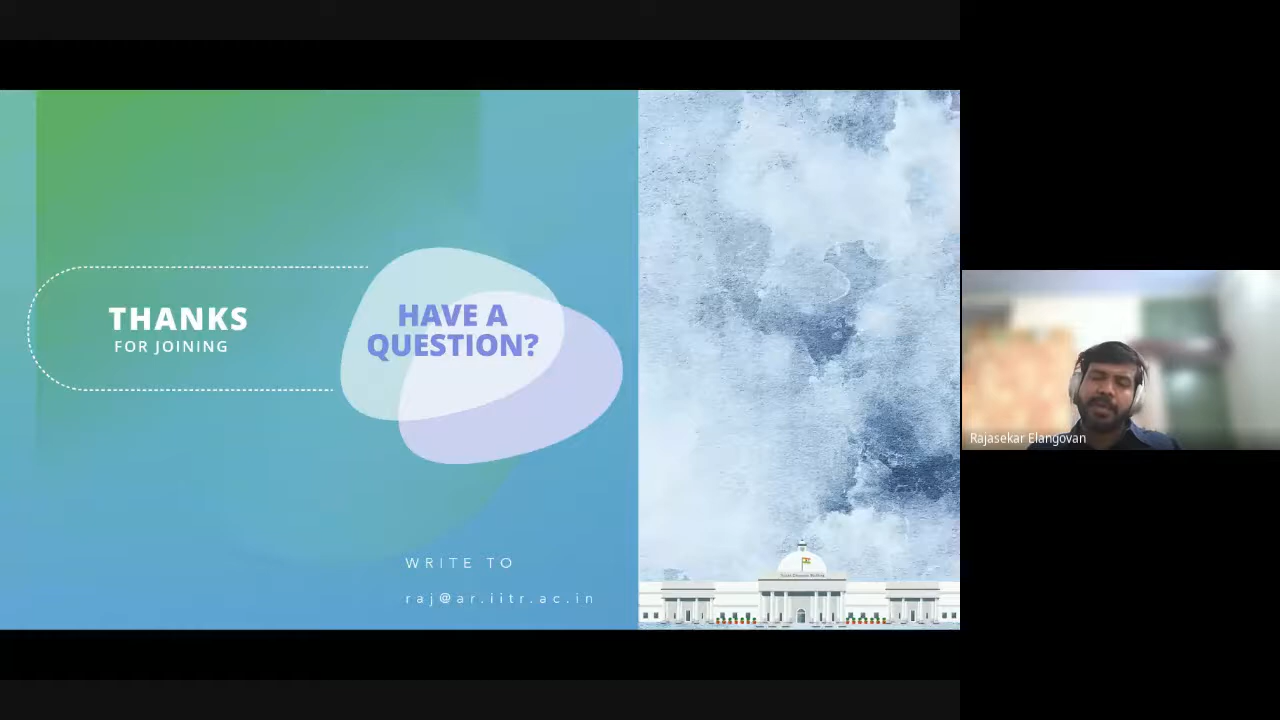 THANKS
FOR JOINING
HAVE A
QUESTION?
WRITE TO
raj@ar.iitr.ac.in
Rajasekar Elangovan